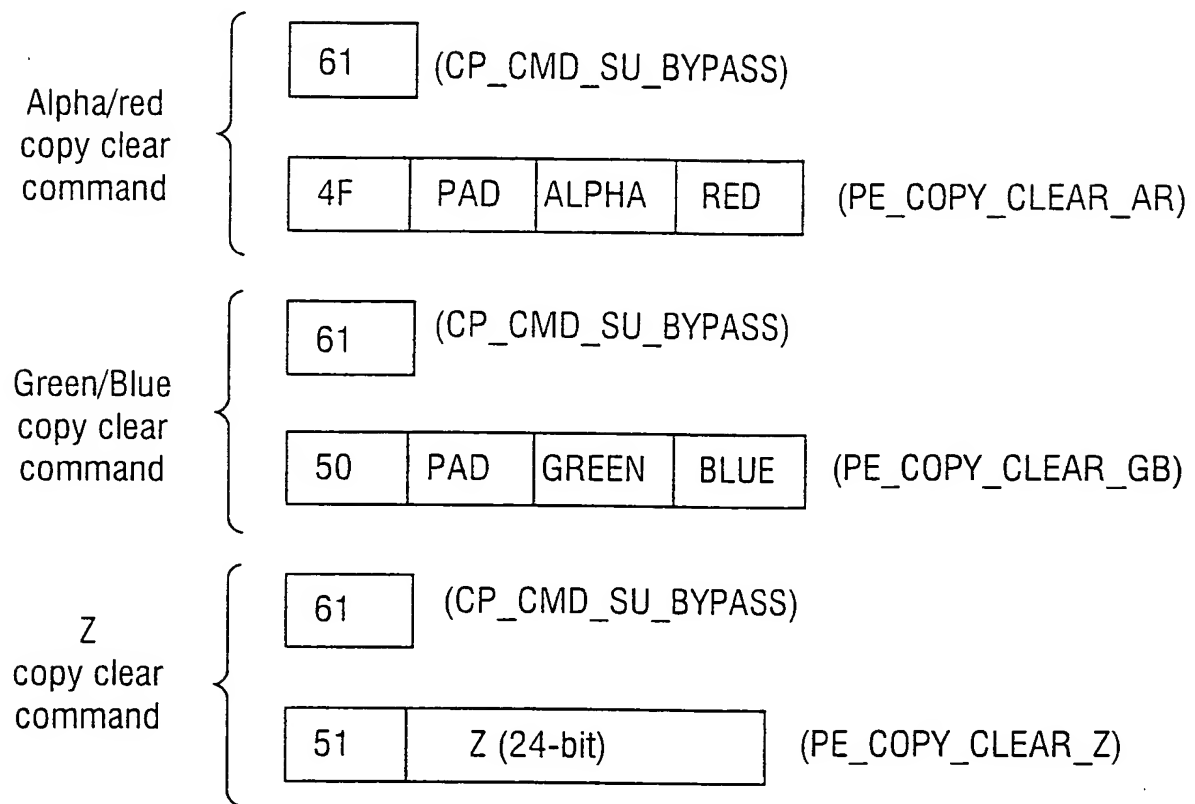 Alpha/red
copy clear
command
61 (CP_CMD_SU_BYPASS)
4F PAD ALPHA RED (PE_COPY_CLEAR_AR)
Green/Blue
copy clear
command
61 (CP_CMD_SU_BYPASS)
50 PAD GREEN BLUE (PE_COPY_CLEAR_GB)
Z
copy clear
command
61 (CP_CMD_SU_BYPASS)
51 Z (24-bit) (PE_COPY_CLEAR_Z)